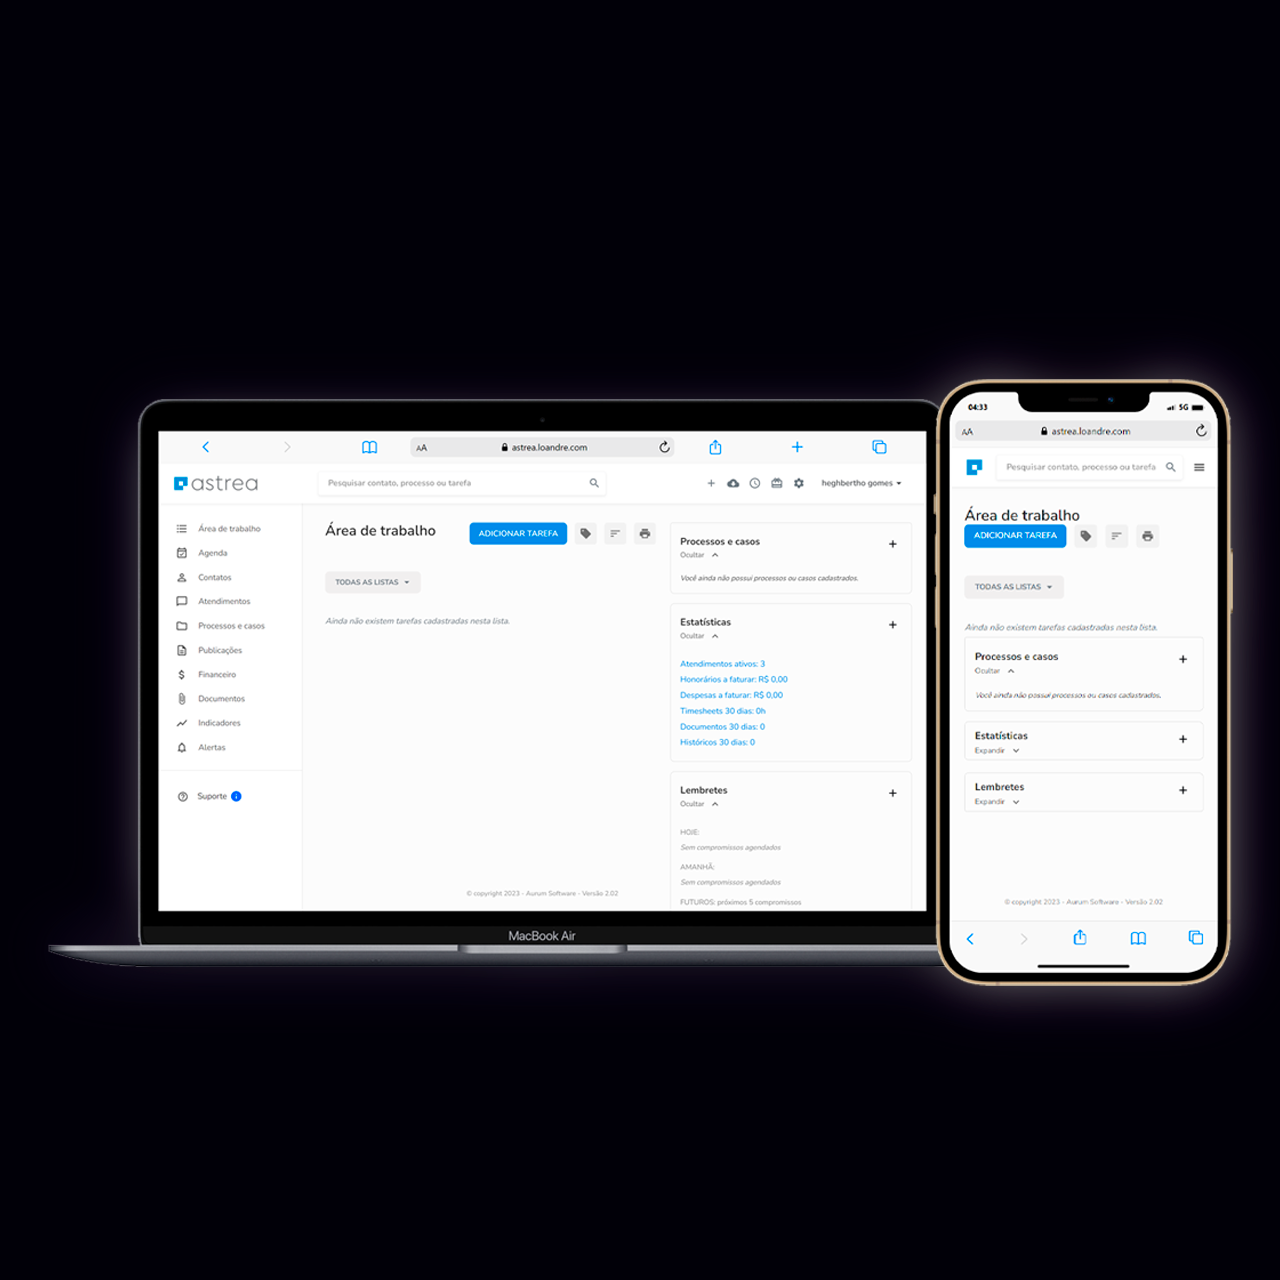 AA
astrea.loandre.com
astrea
Pesquisar contato, processo ou tarefa
heghbertho gomes
Área de trabalho
Agenda
Contatos
Atendimentos
Processos e casos
Publicações
Financeiro
Documentos
Indicadores
Alertas
Suporte
Área de trabalho
ADICIONAR TAREFA
TODAS AS LISTAS
Ainda não existem tarefas cadastradas nesta lista.
Processos e casos
Ocultar
Você ainda não possui processos ou casos cadastrados.
Estatísticas
Ocultar
Atendimentos ativos: 3
Honorários a faturar: R$ 0,00
Despesas a faturar: R$ 0,00
Timesheets 30 dias: 0h
Documentos 30 dias: 0
Históricos 30 dias: 0
Lembretes
Ocultar
HOJE:
Sem compromissos agendados
AMANHÃ:
Sem compromissos agendados
FUTUROS: próximos 5 compromissos
© copyright 2023 - Aurum Software - Versão 2.02
MacBook Air
04:33
5G
AA
astrea.loandre.com
Pesquisar contato, processo ou tarefa
Área de trabalho
ADICIONAR TAREFA
TODAS AS LISTAS
Ainda não existem tarefas cadastradas nesta lista.
Processos e casos
Ocultar
Você ainda não possui processos ou casos cadastrados.
Estatísticas
Expandir
Lembretes
Expandir
© copyright 2023 - Aurum Software - Versão 2.02